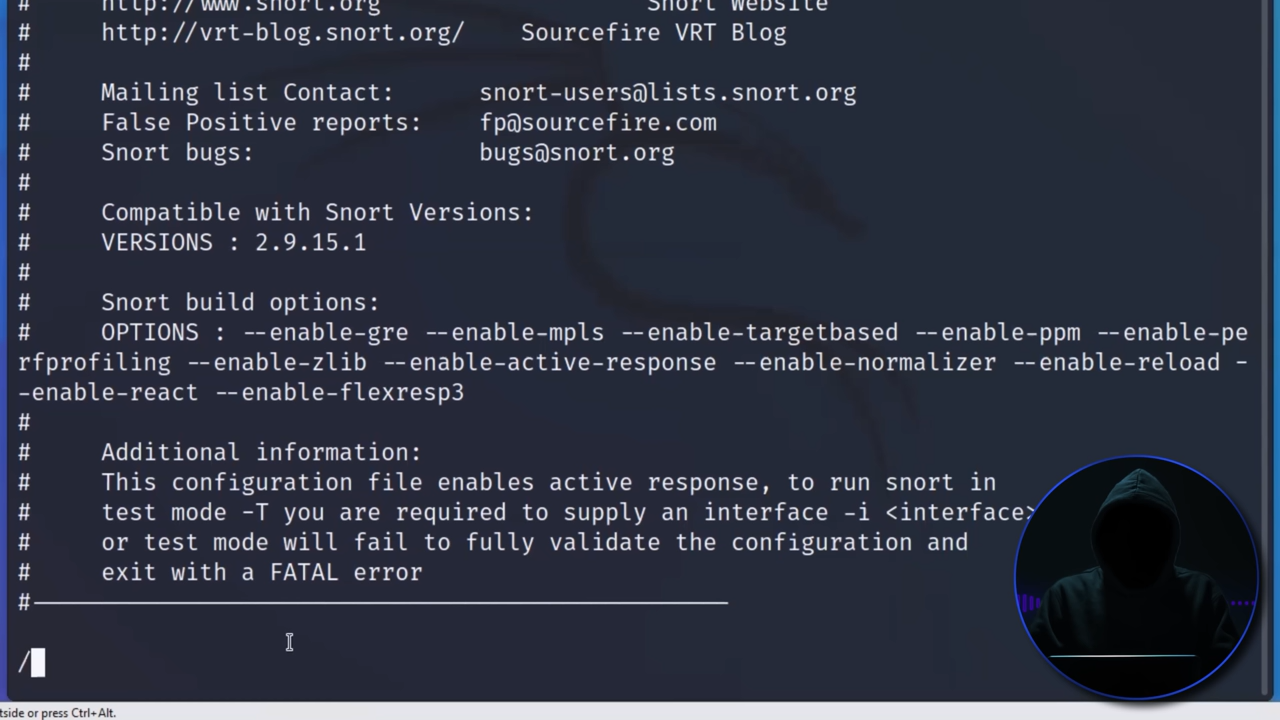 # http://www.snort.org Snort Website
# http://vrt-blog.snort.org/ Sourcefire VRT Blog
#
# Mailing list Contact: snort-users@lists.snort.org
# False Positive reports: fp@sourcefire.com
# Snort bugs: bugs@snort.org
#
# Compatible with Snort Versions:
# VERSIONS : 2.9.15.1
#
# Snort build options:
# OPTIONS : --enable-gre --enable-mpls --enable-targetbased --enable-ppm --enable-pe
rfprofiling --enable-zlib --enable-active-response --enable-normalizer --enable-reload -
-enable-react --enable-flexresp3
#
# Additional information:
# This configuration file enables active response, to run snort in
# test mode -T you are required to supply an interface -i <interface>
# or test mode will fail to fully validate the configuration and
# exit with a FATAL error
#--------------------------------------------------
/
tside or press Ctrl+Alt.